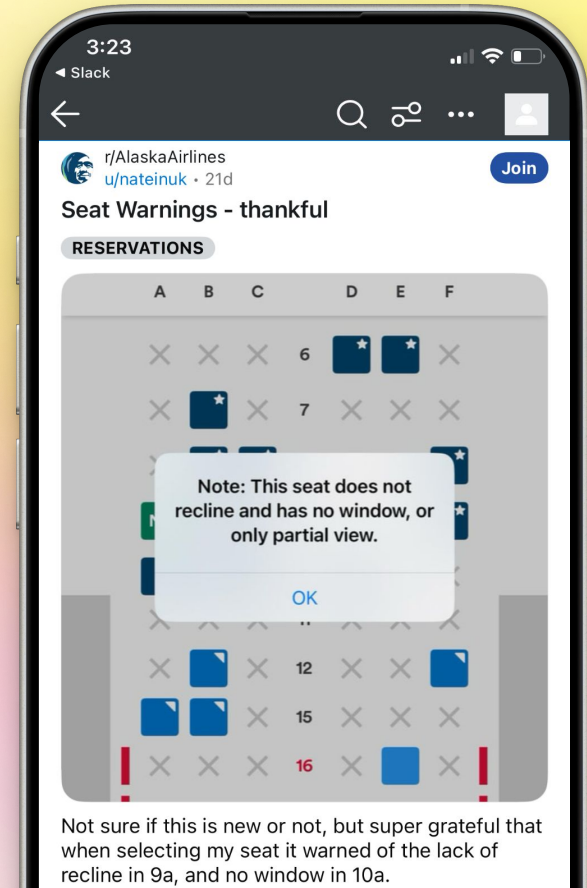 3:23
◄ Slack
r/AlaskaAirlines
u/nateinuk • 21d
Join
Seat Warnings - thankful
RESERVATIONS
A B C D E F
6
7
Note: This seat does not
recline and has no window, or
only partial view.
OK
12
15
16
Not sure if this is new or not, but super grateful that
when selecting my seat it warned of the lack of
recline in 9a, and no window in 10a.